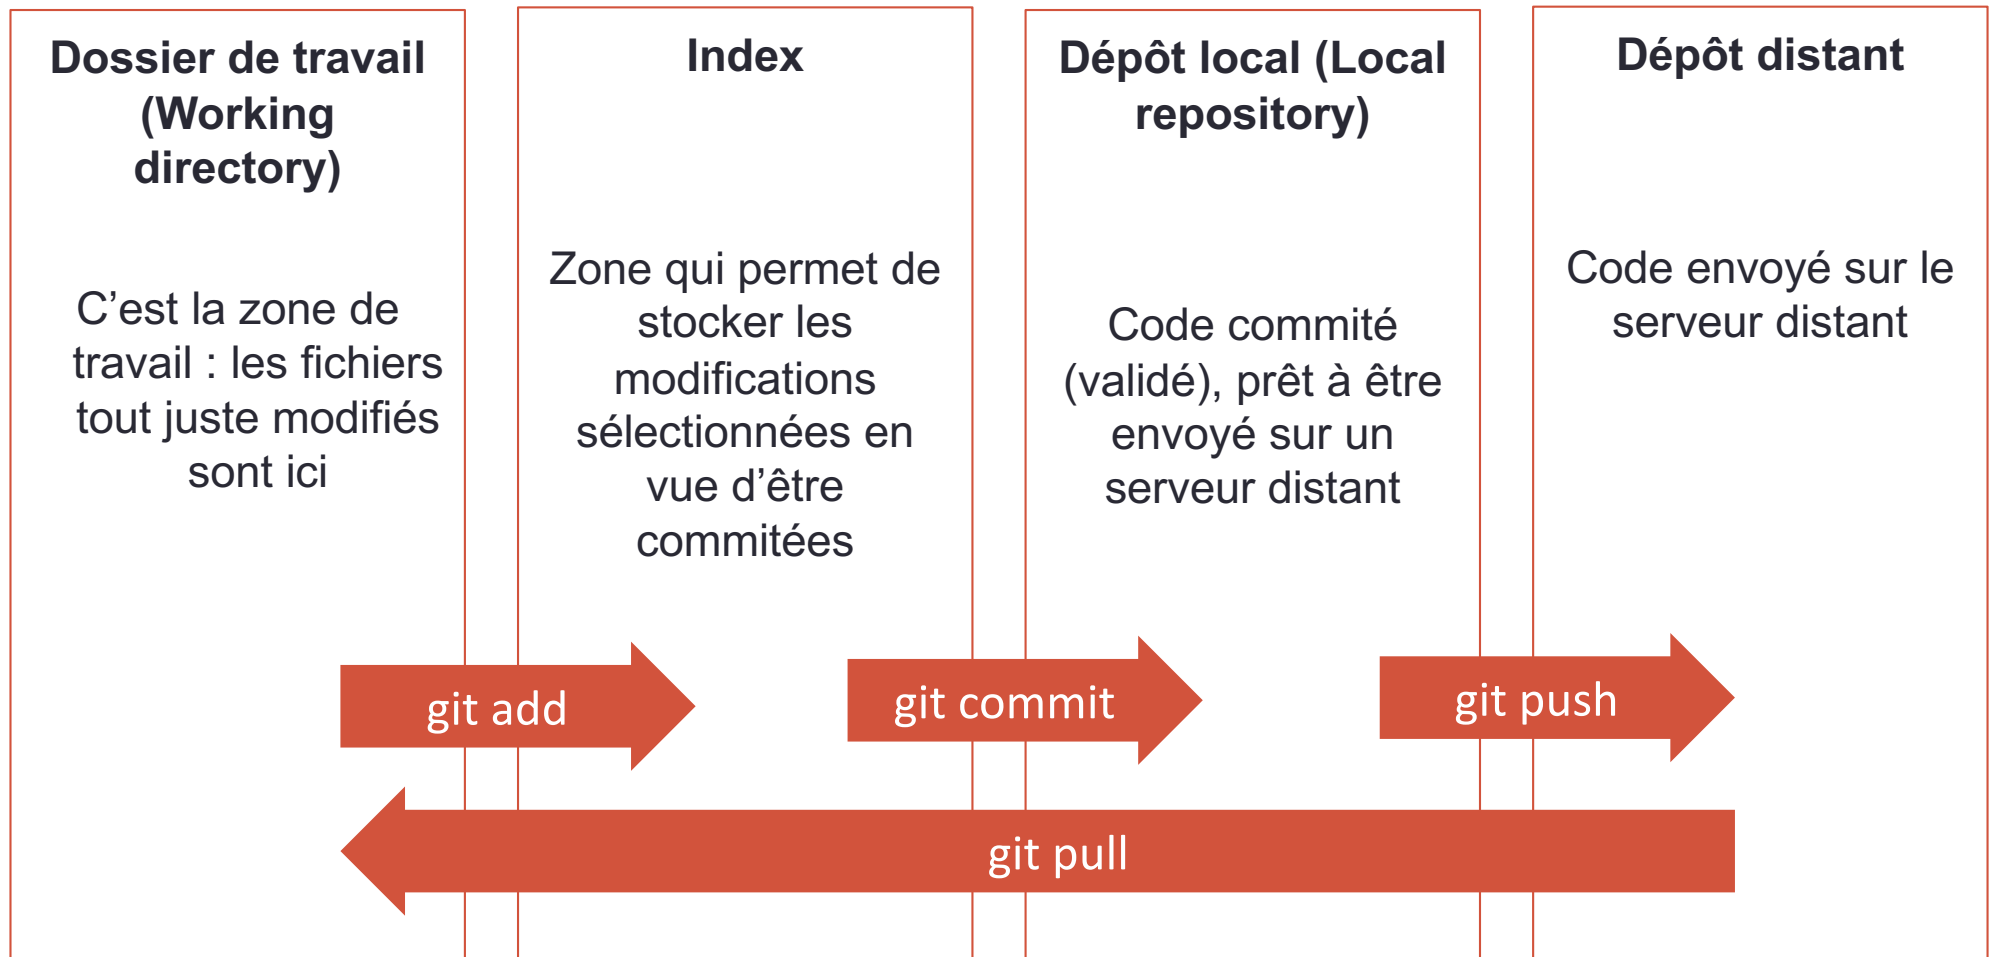 Dossier de travail
(Working
directory)
C’est la zone de
travail : les fichiers
tout juste modifiés
sont ici
Index
Zone qui permet de
stocker les
modifications
sélectionnées en
vue d’être
commitées
Dépôt local (Local
repository)
Code commité
(validé), prêt à être
envoyé sur un
serveur distant
Dépôt distant
Code envoyé sur le
serveur distant
git add
git commit
git push
git pull